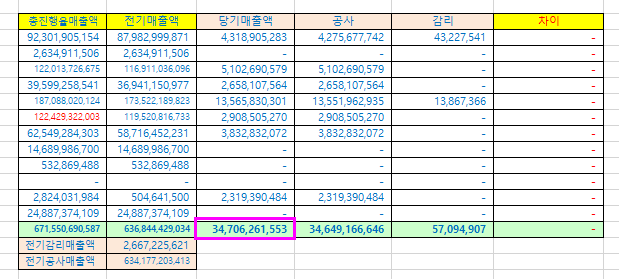 총진행율매출액 전기매출액 당기매출액 공사 감리 차이
92,301,905,154 87,982,999,871 4,318,905,283 4,275,677,742 43,227,541 -
2,634,911,506 2,634,911,506 - - - -
122,013,726,675 116,911,036,096 5,102,690,579 5,102,690,579 - -
39,599,258,541 36,941,150,977 2,658,107,564 2,658,107,564 - -
187,088,020,124 173,522,189,823 13,565,830,301 13,551,962,935 13,867,366 -
122,429,322,003 119,520,816,733 2,908,505,270 2,908,505,270 - -
62,549,284,303 58,716,452,231 3,832,832,072 3,832,832,072 - -
14,689,986,700 14,689,986,700 - - - -
532,869,488 532,869,488 - - - -
- - - - - -
2,824,031,984 504,641,500 2,319,390,484 2,319,390,484 - -
24,887,374,109 24,887,374,109 - - - -
671,550,690,587 636,844,429,034 34,706,261,553 34,649,166,646 57,094,907 -
전기감리매출액 2,667,225,621
전기공사매출액 634,177,203,413